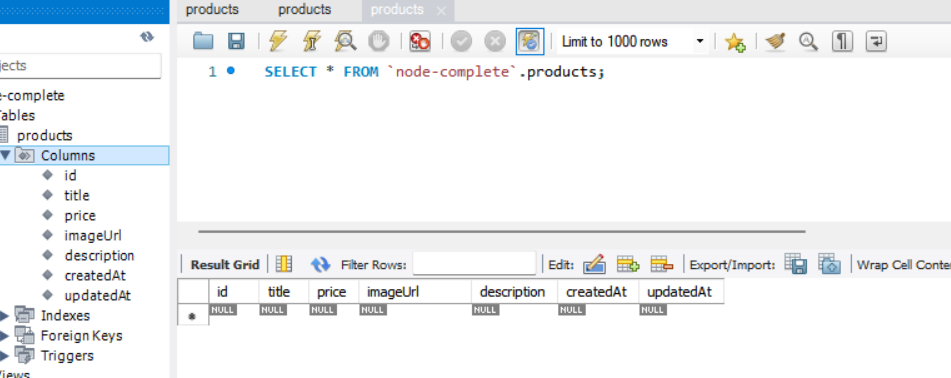 products products products
Limit to 1000 rows
1 SELECT * FROM `node-complete`.products;
jects
e-complete
Tables
products
Columns
id
title
price
imageUrl
description
createdAt
updatedAt
Indexes
Foreign Keys
Triggers
Views
Result Grid Filter Rows: Edit: Export/Import: Wrap Cell Conte
id title price imageUrl description createdAt updatedAt
* NULL NULL NULL NULL NULL NULL NULL